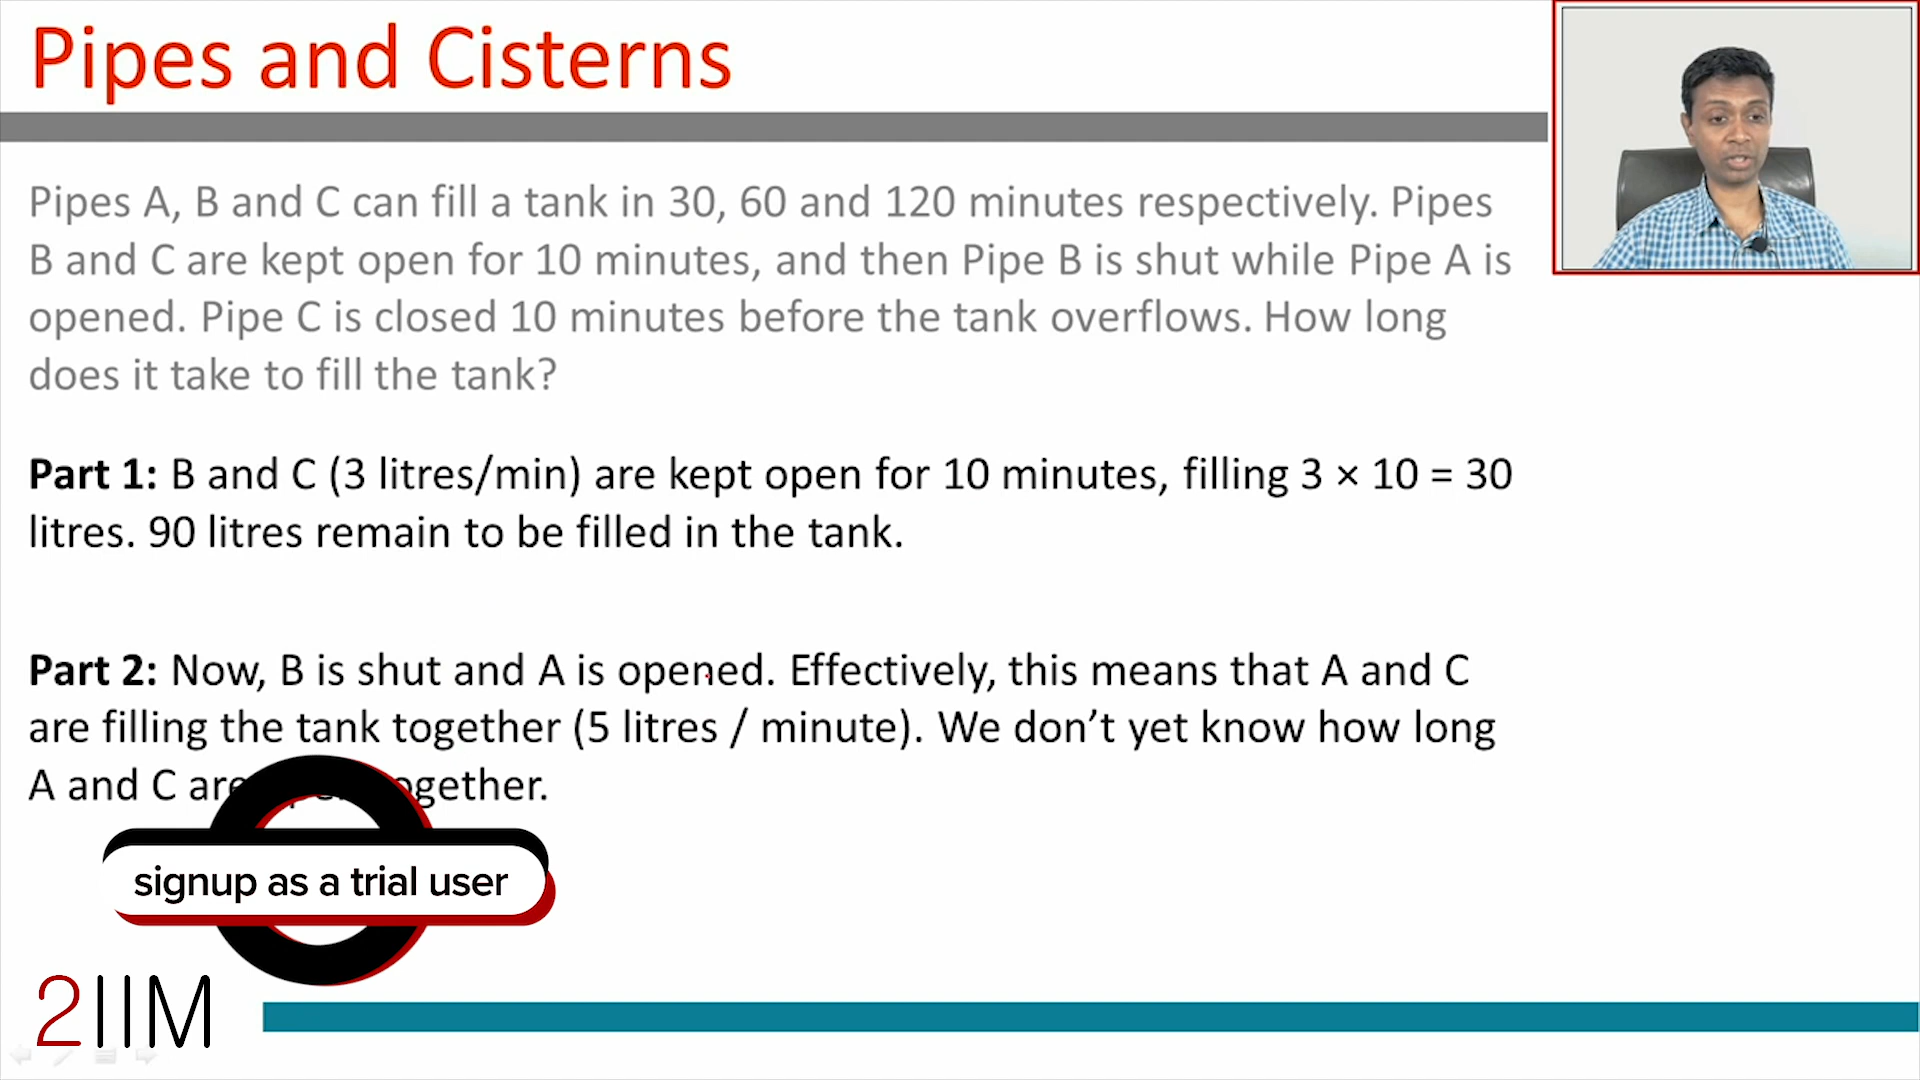 Pipes and Cisterns
Pipes A, B and C can fill a tank in 30, 60 and 120 minutes respectively. Pipes
B and C are kept open for 10 minutes, and then Pipe B is shut while Pipe A is
opened. Pipe C is closed 10 minutes before the tank overflows. How long
does it take to fill the tank?
Part 1: B and C (3 litres/min) are kept open for 10 minutes, filling 3 × 10 = 30
litres. 90 litres remain to be filled in the tank.
Part 2: Now, B is shut and A is opened. Effectively, this means that A and C
are filling the tank together (5 litres / minute). We don’t yet know how long
A and C are together.
signup as a trial user
2IIM